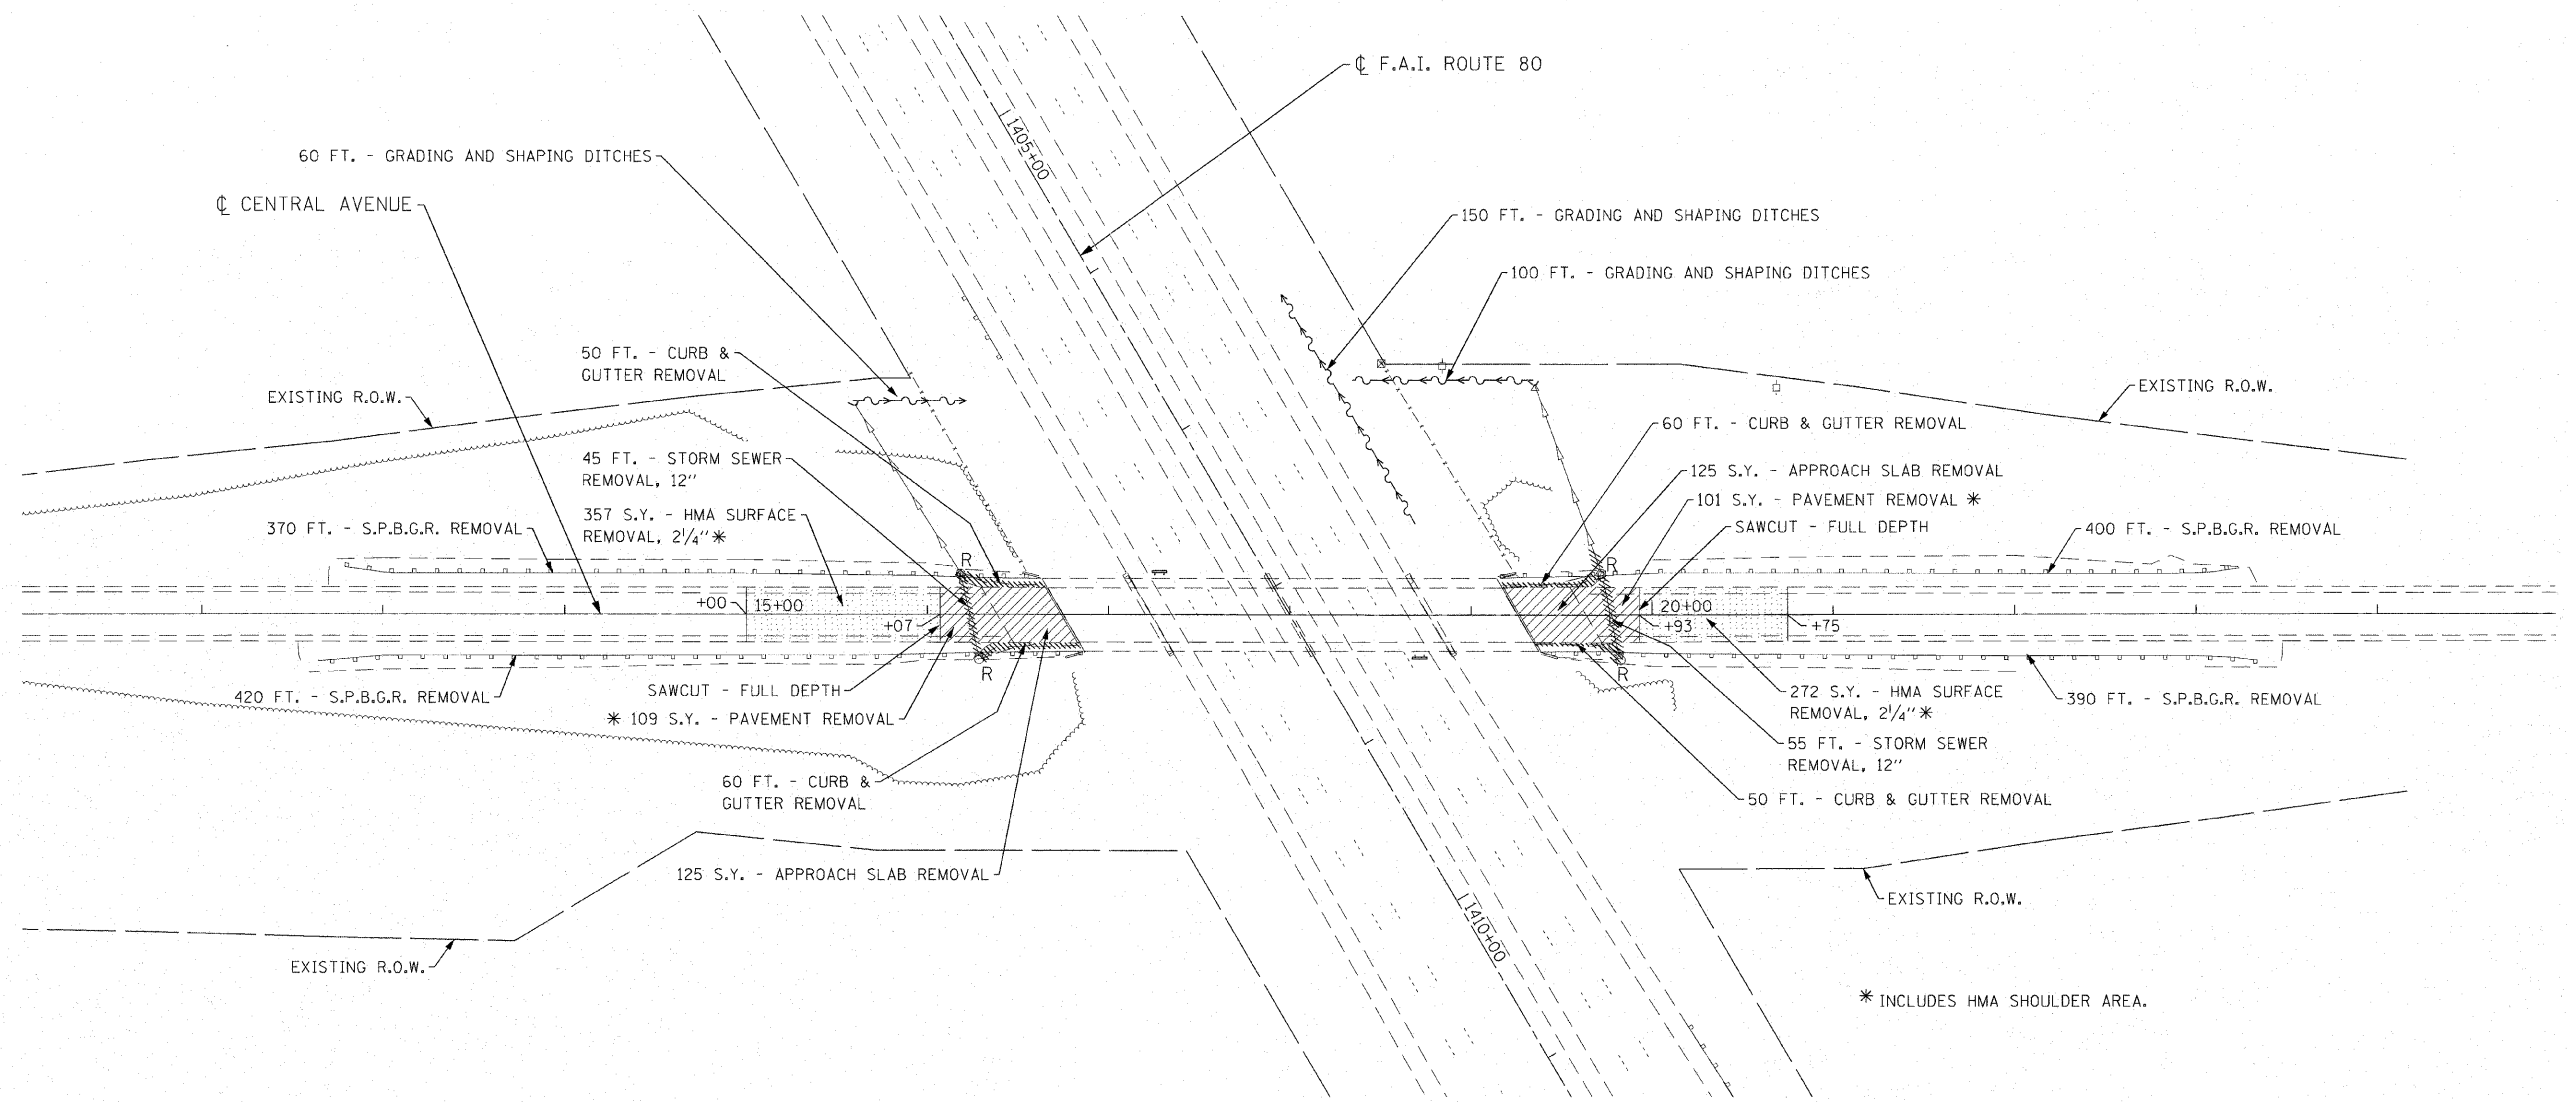 ℄ F.A.I. ROUTE 80
1405+00
60 FT. - GRADING AND SHAPING DITCHES
℄ CENTRAL AVENUE
150 FT. - GRADING AND SHAPING DITCHES
100 FT. - GRADING AND SHAPING DITCHES
50 FT. - CURB &
GUTTER REMOVAL
EXISTING R.O.W.
EXISTING R.O.W.
60 FT. - CURB & GUTTER REMOVAL
45 FT. - STORM SEWER
REMOVAL, 12"
125 S.Y. - APPROACH SLAB REMOVAL
101 S.Y. - PAVEMENT REMOVAL *
357 S.Y. - HMA SURFACE
REMOVAL, 2 1/4" *
370 FT. - S.P.B.G.R. REMOVAL
SAWCUT - FULL DEPTH
400 FT. - S.P.B.G.R. REMOVAL
R
R
+00
15+00
20+00
+07
+93
+75
R
R
420 FT. - S.P.B.G.R. REMOVAL
SAWCUT - FULL DEPTH
* 109 S.Y. - PAVEMENT REMOVAL
272 S.Y. - HMA SURFACE
REMOVAL, 2 1/4" *
390 FT. - S.P.B.G.R. REMOVAL
55 FT. - STORM SEWER
REMOVAL, 12"
60 FT. - CURB &
GUTTER REMOVAL
50 FT. - CURB & GUTTER REMOVAL
125 S.Y. - APPROACH SLAB REMOVAL
EXISTING R.O.W.
1410+00
EXISTING R.O.W.
* INCLUDES HMA SHOULDER AREA.